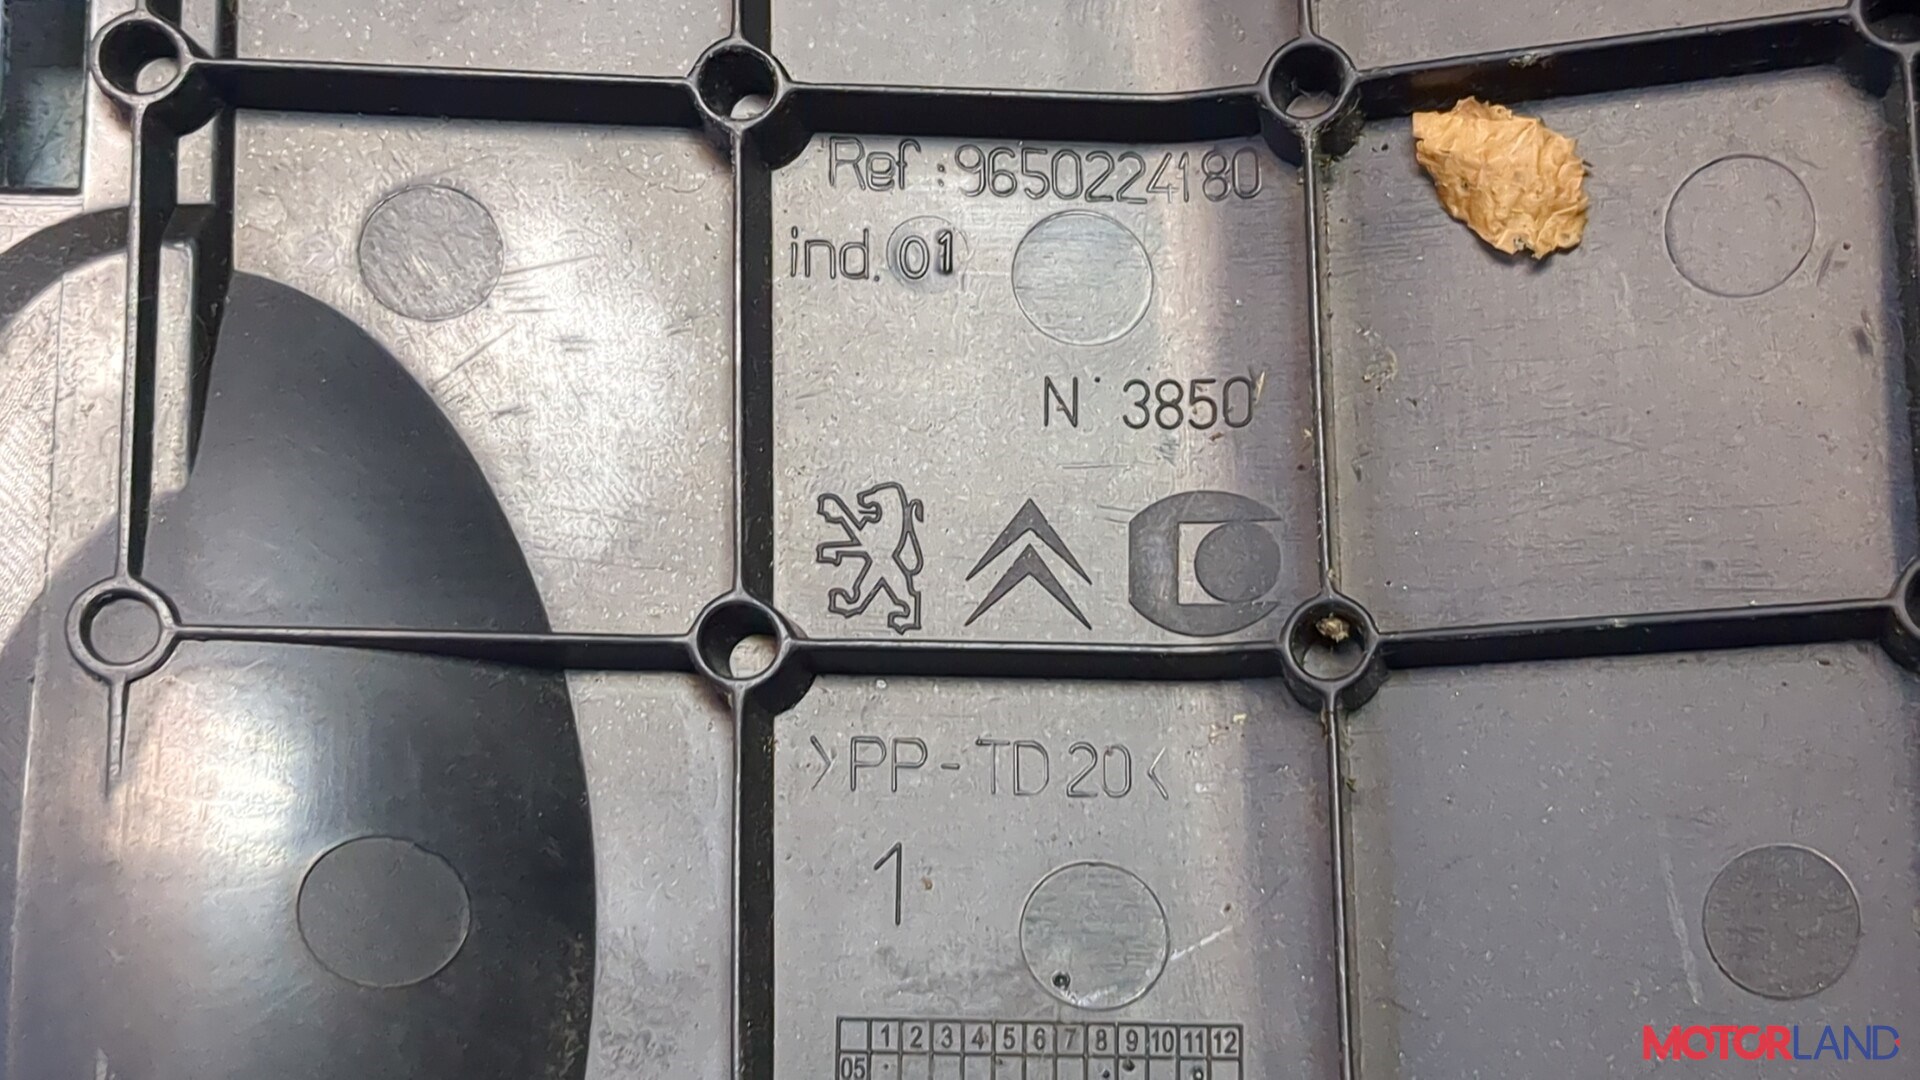 Ref : 9650224180
ind. 01
N° 3850
>PP-TD20<
1
1 2 3 4 5 6 7 8 9 10 11 12
05
MOTORLAND